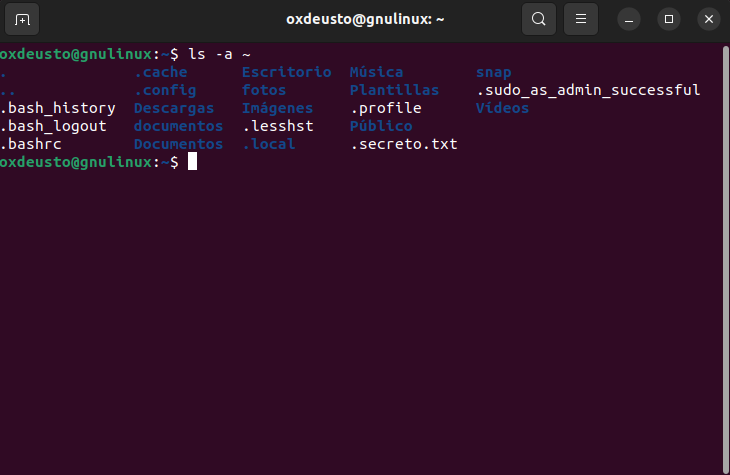 oxdeusto@gnulinux: ~
oxdeusto@gnulinux:~$ ls -a ~
. .cache Escritorio Música snap
.. .config fotos Plantillas .sudo_as_admin_successful
.bash_history Descargas Imágenes .profile Vídeos
.bash_logout documentos .lesshst Público
.bashrc Documentos .local .secreto.txt
oxdeusto@gnulinux:~$